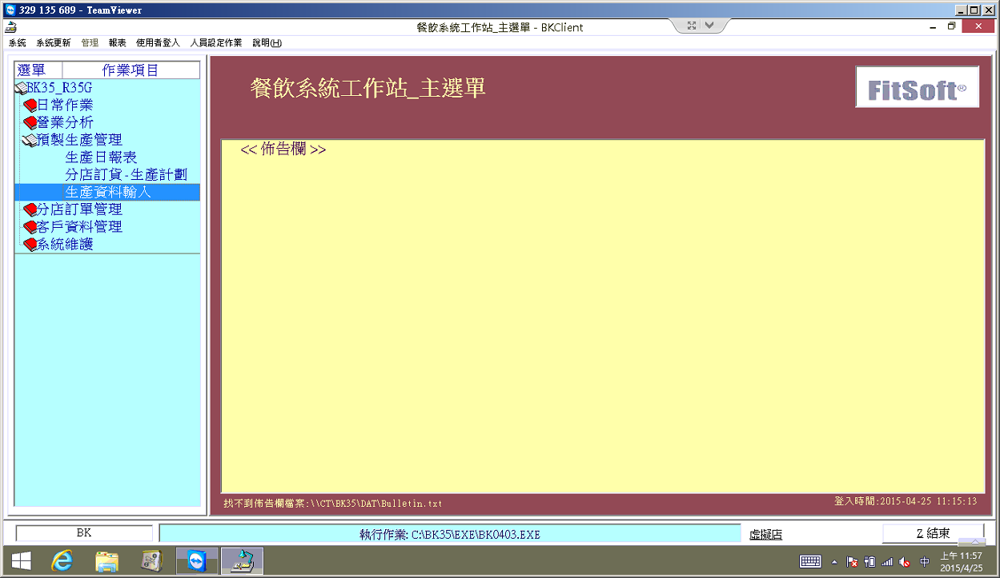 329 135 689 - TeamViewer
餐飲系統工作站_主選單 - BKClient
系統 系統更新 管理 報表 使用者登入 人員設定作業 說明(H)
選單 作業項目
BK35_R35G
日常作業
營業分析
預製生產管理
生產日報表
分店訂貨-生產計劃
生產資料輸入
分店訂單管理
客戶資料管理
系統維護
餐飲系統工作站_主選單
FitSoft®
<< 佈告欄 >>
找不到佈告欄檔案:\\CT\BK35\DAT\Bulletin.txt
登入時間:2015-04-25 11:15:13
BK
執行作業: C:\BK35\EXE\BK0403.EXE
虛擬店
Z 結束
中
上午 11:57
2015/4/25